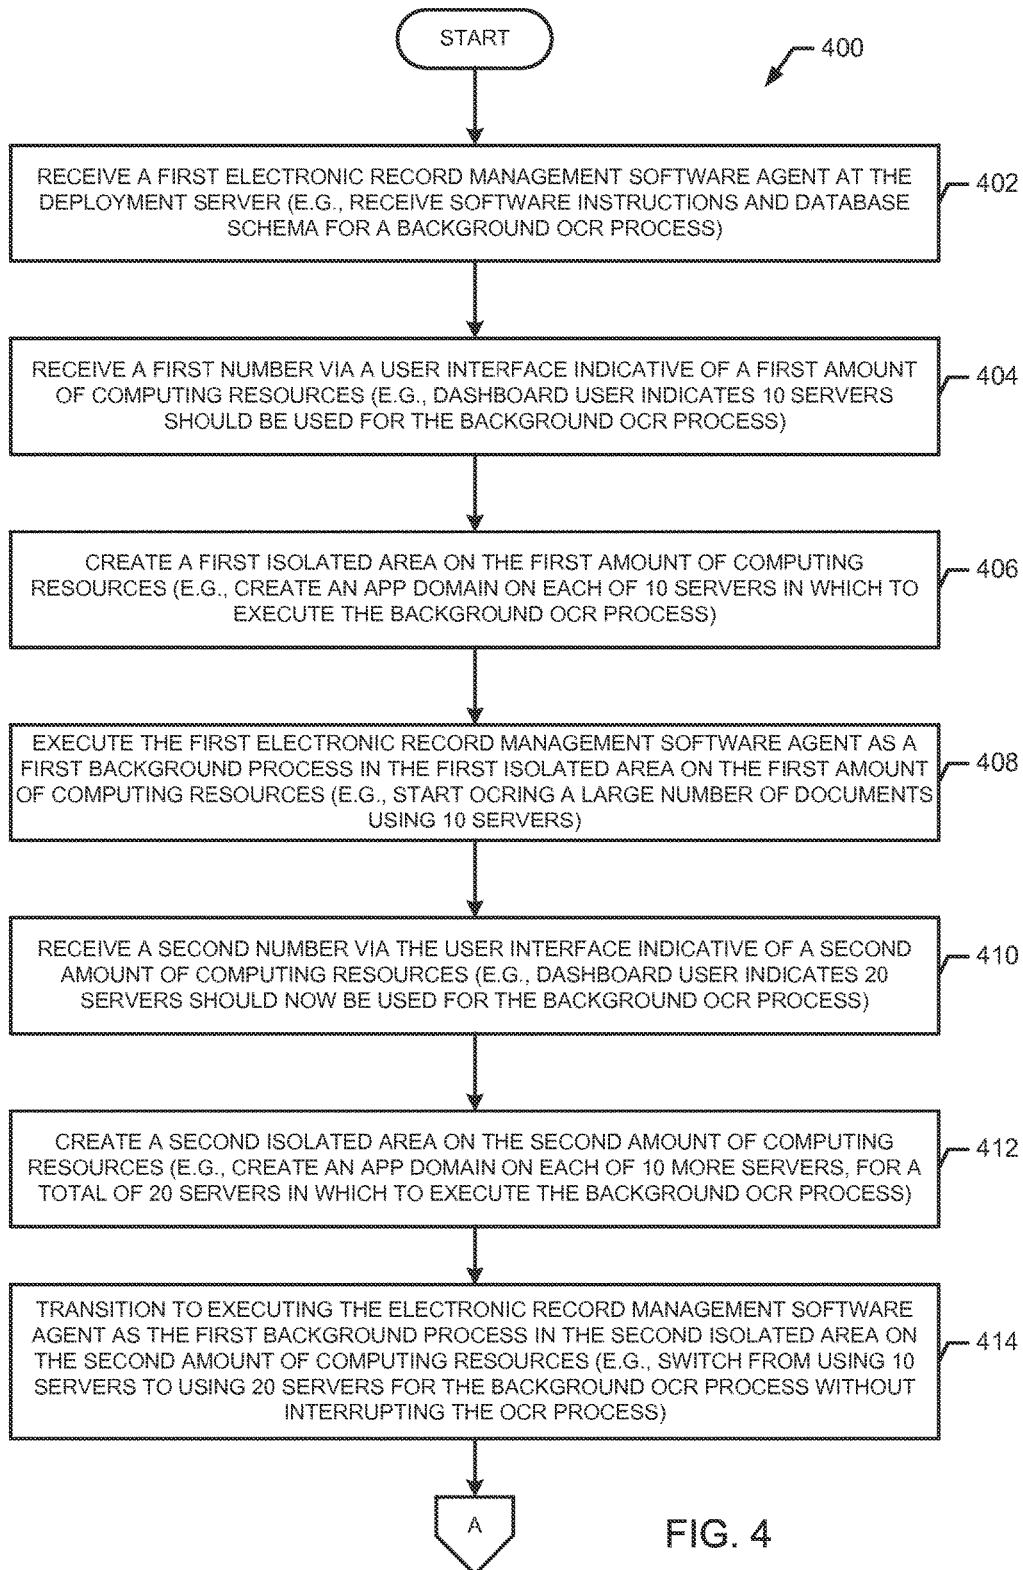 START
400
RECEIVE A FIRST ELECTRONIC RECORD MANAGEMENT SOFTWARE AGENT AT THE
DEPLOYMENT SERVER (E.G., RECEIVE SOFTWARE INSTRUCTIONS AND DATABASE
SCHEMA FOR A BACKGROUND OCR PROCESS)
402
RECEIVE A FIRST NUMBER VIA A USER INTERFACE INDICATIVE OF A FIRST AMOUNT
OF COMPUTING RESOURCES (E.G., DASHBOARD USER INDICATES 10 SERVERS
SHOULD BE USED FOR THE BACKGROUND OCR PROCESS)
404
CREATE A FIRST ISOLATED AREA ON THE FIRST AMOUNT OF COMPUTING
RESOURCES (E.G., CREATE AN APP DOMAIN ON EACH OF 10 SERVERS IN WHICH TO
EXECUTE THE BACKGROUND OCR PROCESS)
406
EXECUTE THE FIRST ELECTRONIC RECORD MANAGEMENT SOFTWARE AGENT AS A
FIRST BACKGROUND PROCESS IN THE FIRST ISOLATED AREA ON THE FIRST AMOUNT
OF COMPUTING RESOURCES (E.G., START OCRING A LARGE NUMBER OF DOCUMENTS
USING 10 SERVERS)
408
RECEIVE A SECOND NUMBER VIA THE USER INTERFACE INDICATIVE OF A SECOND
AMOUNT OF COMPUTING RESOURCES (E.G., DASHBOARD USER INDICATES 20
SERVERS SHOULD NOW BE USED FOR THE BACKGROUND OCR PROCESS)
410
CREATE A SECOND ISOLATED AREA ON THE SECOND AMOUNT OF COMPUTING
RESOURCES (E.G., CREATE AN APP DOMAIN ON EACH OF 10 MORE SERVERS, FOR A
TOTAL OF 20 SERVERS IN WHICH TO EXECUTE THE BACKGROUND OCR PROCESS)
412
TRANSITION TO EXECUTING THE ELECTRONIC RECORD MANAGEMENT SOFTWARE
AGENT AS THE FIRST BACKGROUND PROCESS IN THE SECOND ISOLATED AREA ON
THE SECOND AMOUNT OF COMPUTING RESOURCES (E.G., SWITCH FROM USING 10
SERVERS TO USING 20 SERVERS FOR THE BACKGROUND OCR PROCESS WITHOUT
INTERRUPTING THE OCR PROCESS)
414
A
FIG. 4